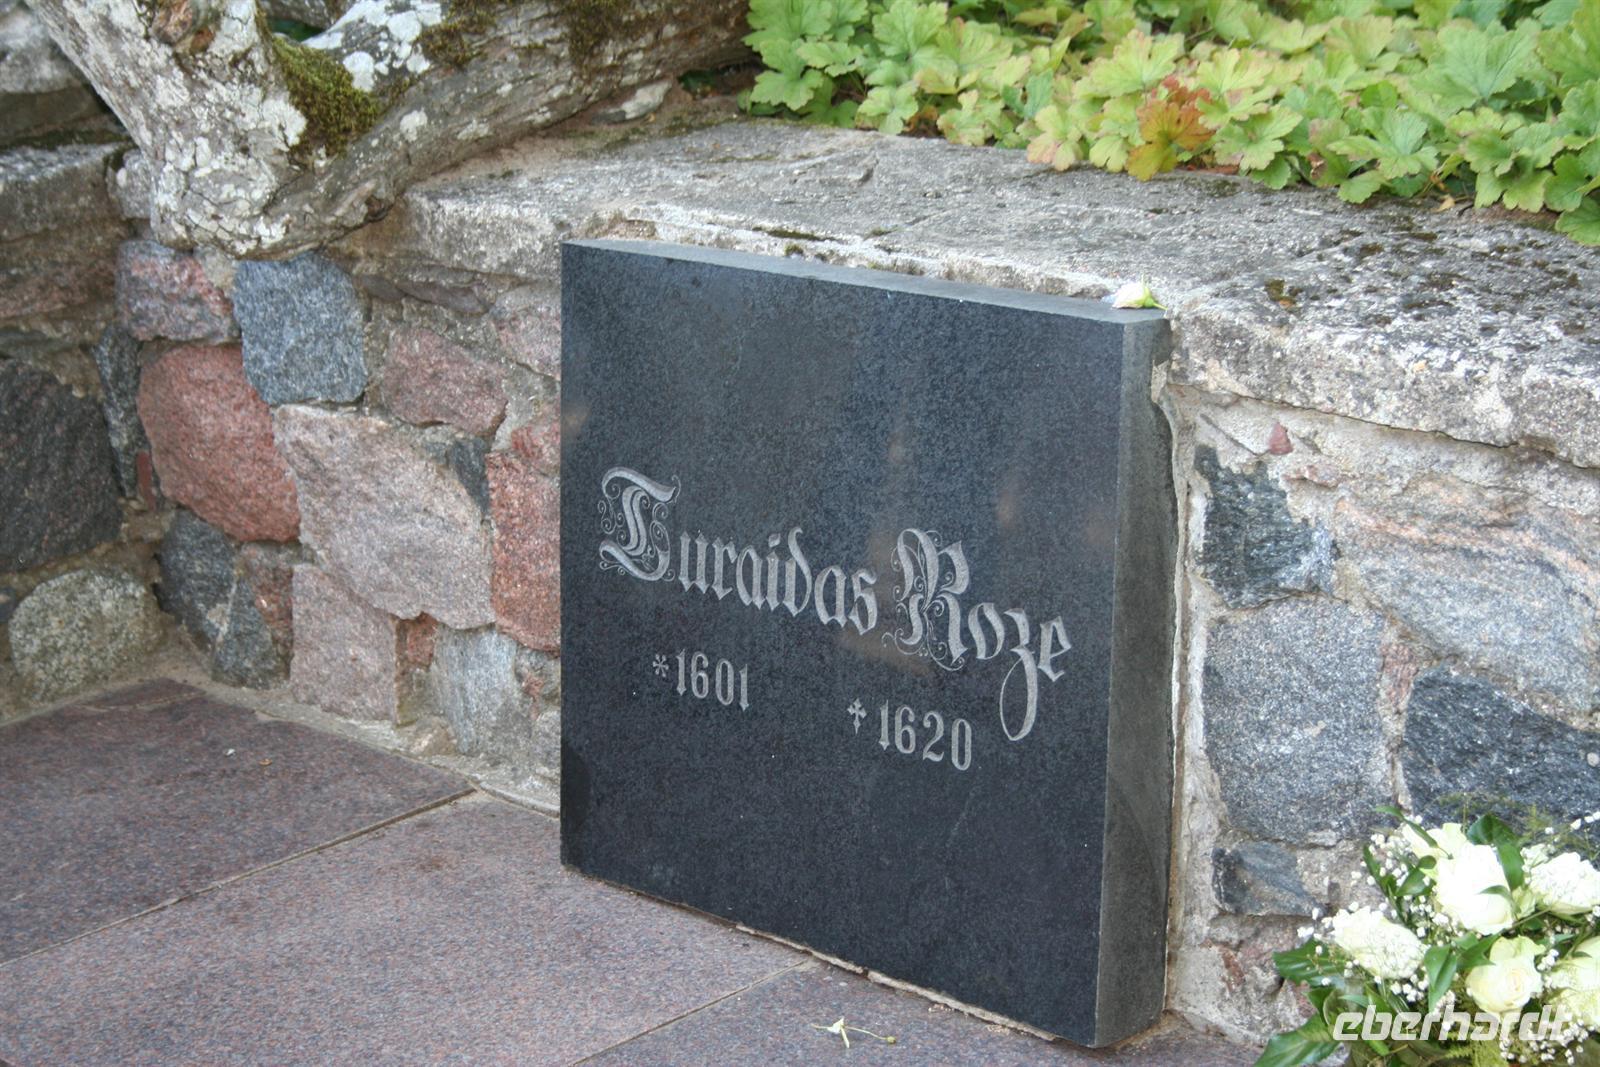 Turaidas Roze
*1601 ✝1620
eberhardt